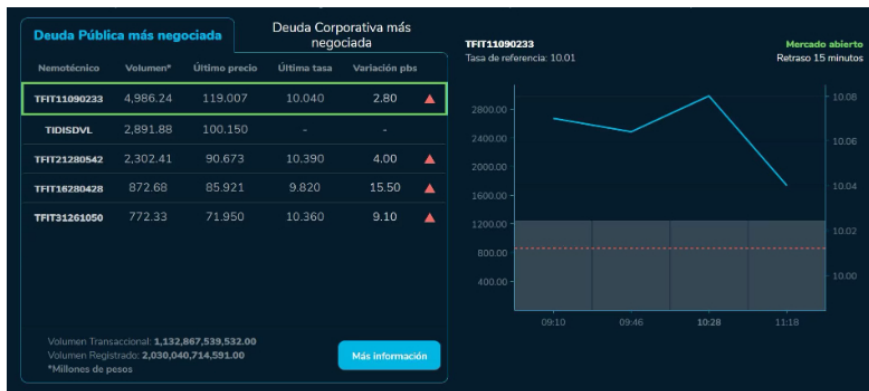 Deuda Pública más negociada
Deuda Corporativa más
negociada
Nemotécnico Volumen* Último precio Última tasa Variación pbs
TFIT11090233 4,986.24 119.007 10.040 2.80
TIDISDVL 2,891.88 100.150 - -
TFIT21280542 2,302.41 90.673 10.390 4.00
TFIT16280428 872.68 85.921 9.820 15.50
TFIT31261050 772.33 71.950 10.360 9.10
Volumen Transaccional: 1,132,867,539,532.00
Volumen Registrado: 2,030,040,714,591.00
*Millones de pesos
Más información
TFIT11090233 Mercado abierto
Tasa de referencia: 10.01 Retraso 15 minutos
2800.00
2400.00
2000.00
1600.00
1200.00
800.00
400.00
10.08
10.06
10.04
10.02
10.00
09:10 09:46 10:28 11:18